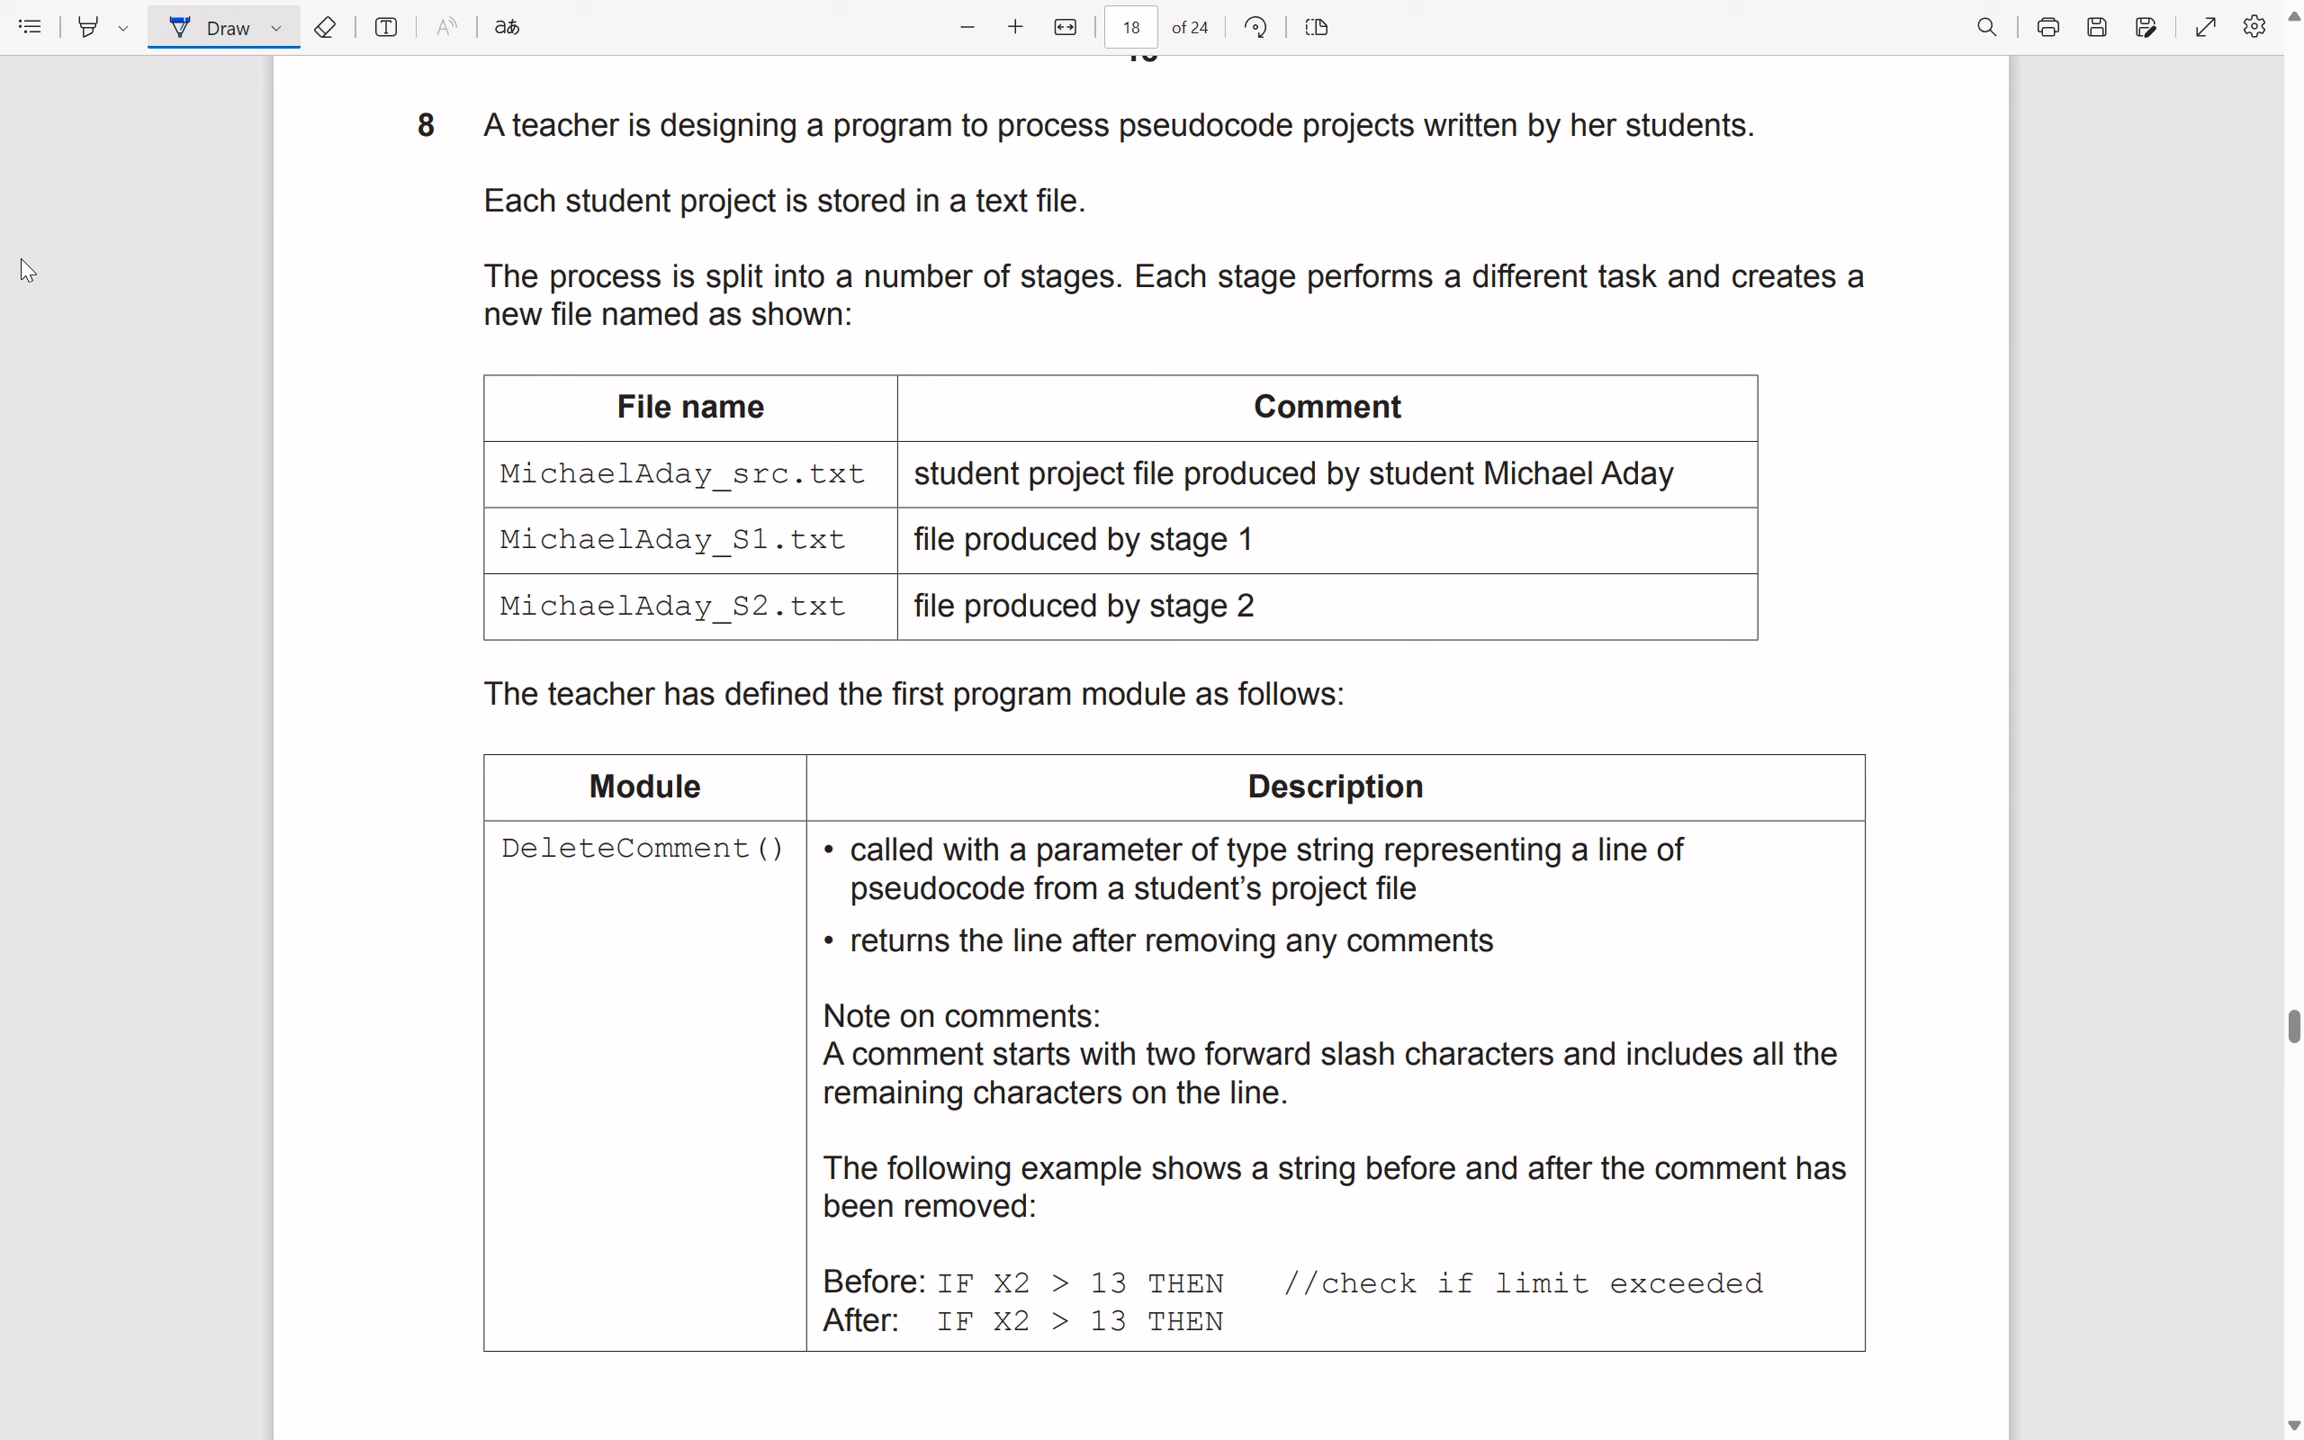 Draw
T
A
aあ
18
of 24
8 A teacher is designing a program to process pseudocode projects written by her students.
Each student project is stored in a text file.
The process is split into a number of stages. Each stage performs a different task and creates a
new file named as shown:
File name Comment
MichaelAday_src.txt student project file produced by student Michael Aday
MichaelAday_S1.txt file produced by stage 1
MichaelAday_S2.txt file produced by stage 2
The teacher has defined the first program module as follows:
Module Description
DeleteComment() • called with a parameter of type string representing a line of
pseudocode from a student’s project file
• returns the line after removing any comments
Note on comments:
A comment starts with two forward slash characters and includes all the
remaining characters on the line.
The following example shows a string before and after the comment has
been removed:
Before: IF X2 > 13 THEN   //check if limit exceeded
After: IF X2 > 13 THEN